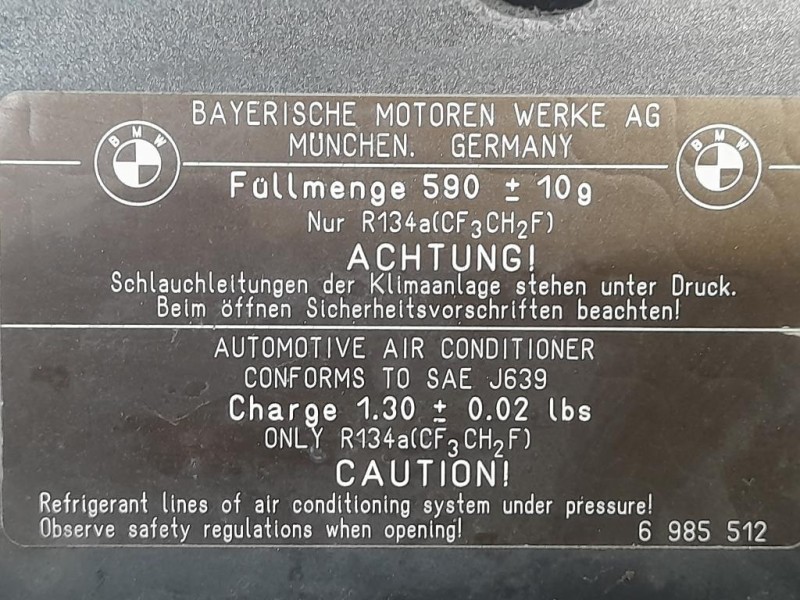 BAYERISCHE MOTOREN WERKE AG
MÜNCHEN. GERMANY
BMW
BMW
Füllmenge 590 ± 10g
Nur R134a(CF₃CH₂F)
ACHTUNG!
Schlauchleitungen der Klimaanlage stehen unter Druck.
Beim öffnen Sicherheitsvorschriften beachten!
AUTOMOTIVE AIR CONDITIONER
CONFORMS TO SAE J639
Charge 1.30 ± 0.02 lbs
ONLY R134a(CF₃CH₂F)
CAUTION!
Refrigerant lines of air conditioning system under pressure!
Observe safety regulations when opening! 6 985 512